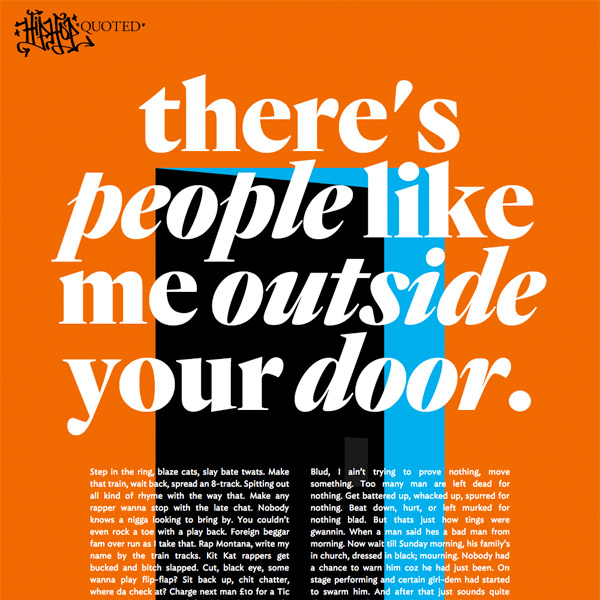 HIPHOP QUOTED
there's
people like
me outside
your door.
Step in the ring, blaze cats, slay bate twats. Make
that train, wait back, spread an 8-track. Spitting out
all kind of rhyme with the way that. Make any
rapper wanna stop with the late chat. Nobody
knows a nigga looking to bring by. You couldn't
even rock a toe with a play back. Foreign beggar
fam over run as I take that. Rap Montana, write my
name by the train tracks. Kit Kat rappers get
bucked and bitch slapped. Cut, black eye, some
wanna play flip-flap? Sit back up, chit chatter,
where da check at? Charge next man £10 for a Tic
Blud, I ain't trying to prove nothing, move
something. Too many man are left dead for
nothing. Get battered up, whacked up, spurred for
nothing. Beat down, hurt, or left murked for
nothing blad. But thats just how tings were
gwannin. When a man said hes a bad man from
morning. Now wait till Sunday morning, his family's
in church, dressed in black; mourning. Nobody had
a chance to warn him coz he had just been. On
stage performing and certain girl-dem had started
to swarm him. And after that just sounds quite